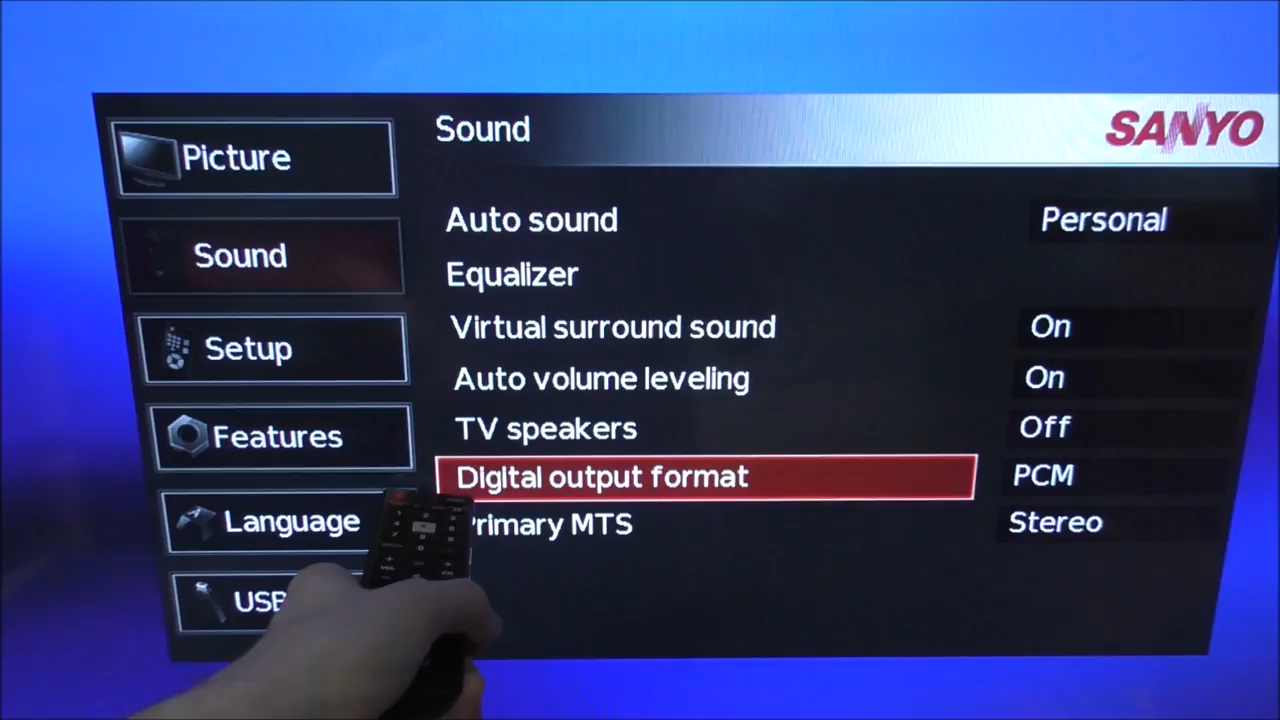 Sound
SANYO
Picture
Sound
Setup
Features
Language
USB
Auto sound Personal
Equalizer
Virtual surround sound On
Auto volume leveling On
TV speakers Off
Digital output format PCM
Primary MTS Stereo